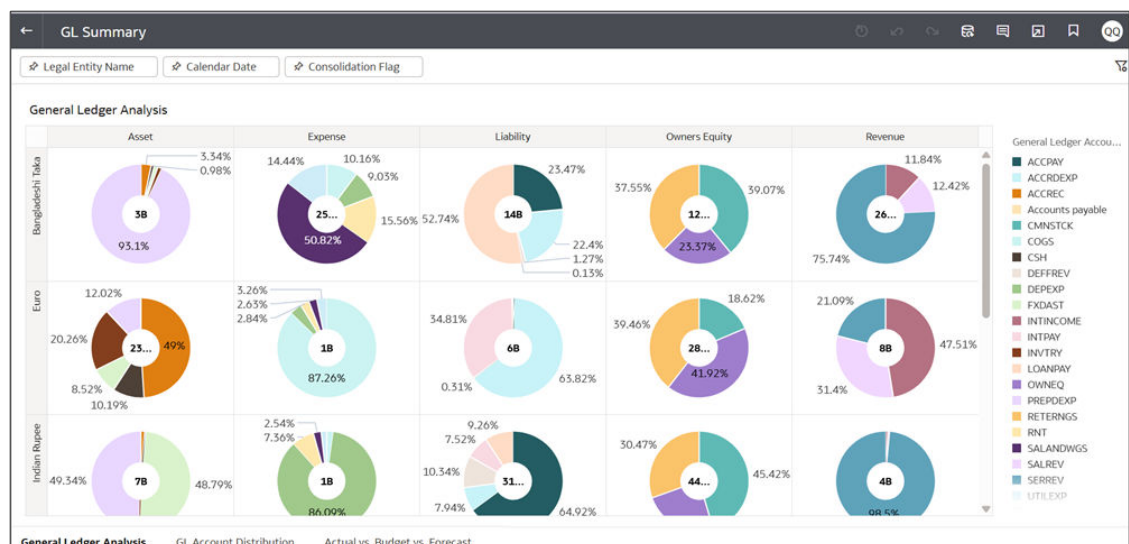 GL Summary
QQ
Legal Entity Name
Calendar Date
Consolidation Flag
General Ledger Analysis
Asset
Expense
Liability
Owners Equity
Revenue
General Ledger Accou...
Bangladeshi Taka
3.34%
0.98%
3B
93.1%
14.44%
10.16%
9.03%
25...
15.56%
50.82%
23.47%
52.74%
14B
22.4%
1.27%
0.13%
37.55%
39.07%
12...
23.37%
11.84%
12.42%
26...
75.74%
Euro
12.02%
20.26%
23...
49%
8.52%
10.19%
3.26%
2.63%
2.84%
1B
87.26%
34.81%
6B
0.31%
63.82%
18.62%
39.46%
28...
41.92%
21.09%
8B
47.51%
31.4%
Indian Rupee
49.34%
7B
48.79%
2.54%
7.36%
1B
86.09%
9.26%
7.52%
10.34%
31...
7.94%
64.92%
30.47%
44...
45.42%
4B
98.5%
ACCPAY
ACCRDEXP
ACCREC
Accounts payable
CMNSTCK
COGS
CSH
DEFFREV
DEPEXP
FXDAST
INTINCOME
INTPAY
INVTRY
LOANPAY
OWNEQ
PREPDEXP
RETERNGS
RNT
SALANDWGS
SALREV
SERREV
UTILEXP
General Ledger Analysis
GL Account Distribution
Actual vs. Budget vs. Forecast